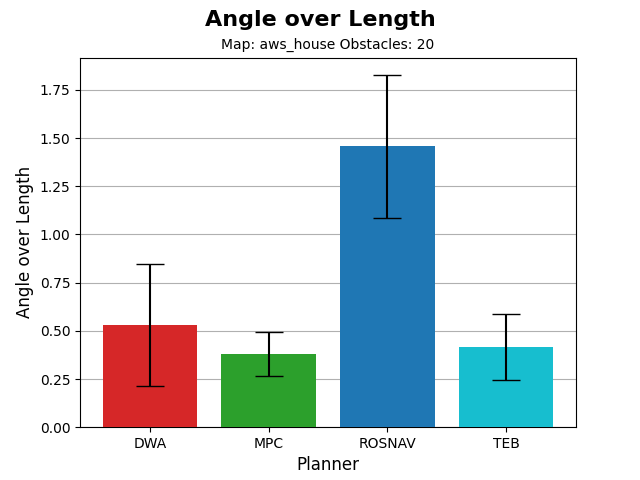 Angle over Length
Map: aws_house Obstacles: 20
1.75
1.50
1.25
1.00
0.75
0.50
0.25
0.00
Angle over Length
DWA MPC ROSNAV TEB
Planner